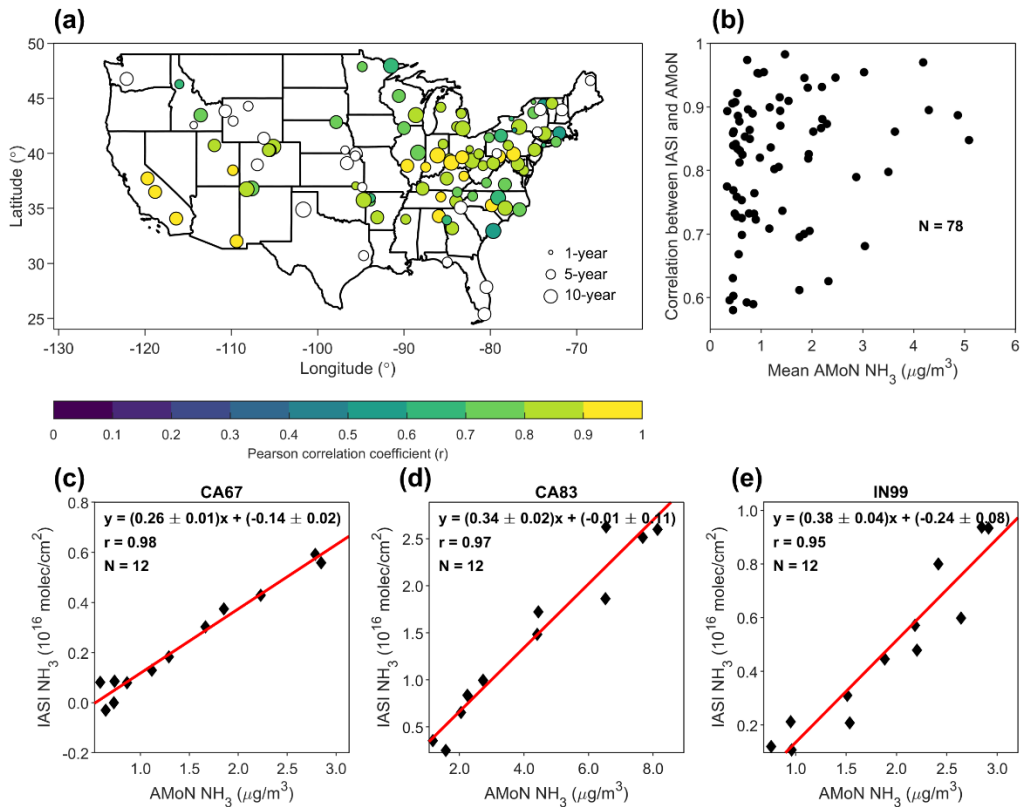 (a)
50
45
40
35
30
25
Latitude (°)
-130
-120
-110
-100
-90
-80
-70
Longitude (°)
1-year
5-year
10-year
(b)
1
0.9
0.8
0.7
0.6
Correlation between IASI and AMoN
N = 78
0 1 2 3 4 5 6
Mean AMoN NH3 (μg/m3)
0 0.1 0.2 0.3 0.4 0.5 0.6 0.7 0.8 0.9 1
Pearson correlation coefficient (r)
(c)
CA67
y = (0.26 ± 0.01)x + (-0.14 ± 0.02)
r = 0.98
N = 12
0.8
0.6
0.4
0.2
0.0
-0.2
IASI NH3 (10^16 molec/cm2)
1.0 1.5 2.0 2.5 3.0
AMoN NH3 (μg/m3)
(d)
CA83
y = (0.34 ± 0.02)x + (-0.01 ± 0.11)
r = 0.97
N = 12
2.5
2.0
1.5
1.0
0.5
IASI NH3 (10^16 molec/cm2)
2.0 4.0 6.0 8.0
AMoN NH3 (μg/m3)
(e)
IN99
y = (0.38 ± 0.04)x + (-0.24 ± 0.08)
r = 0.95
N = 12
1.0
0.8
0.6
0.4
0.2
IASI NH3 (10^16 molec/cm2)
1.0 1.5 2.0 2.5 3.0
AMoN NH3 (μg/m3)